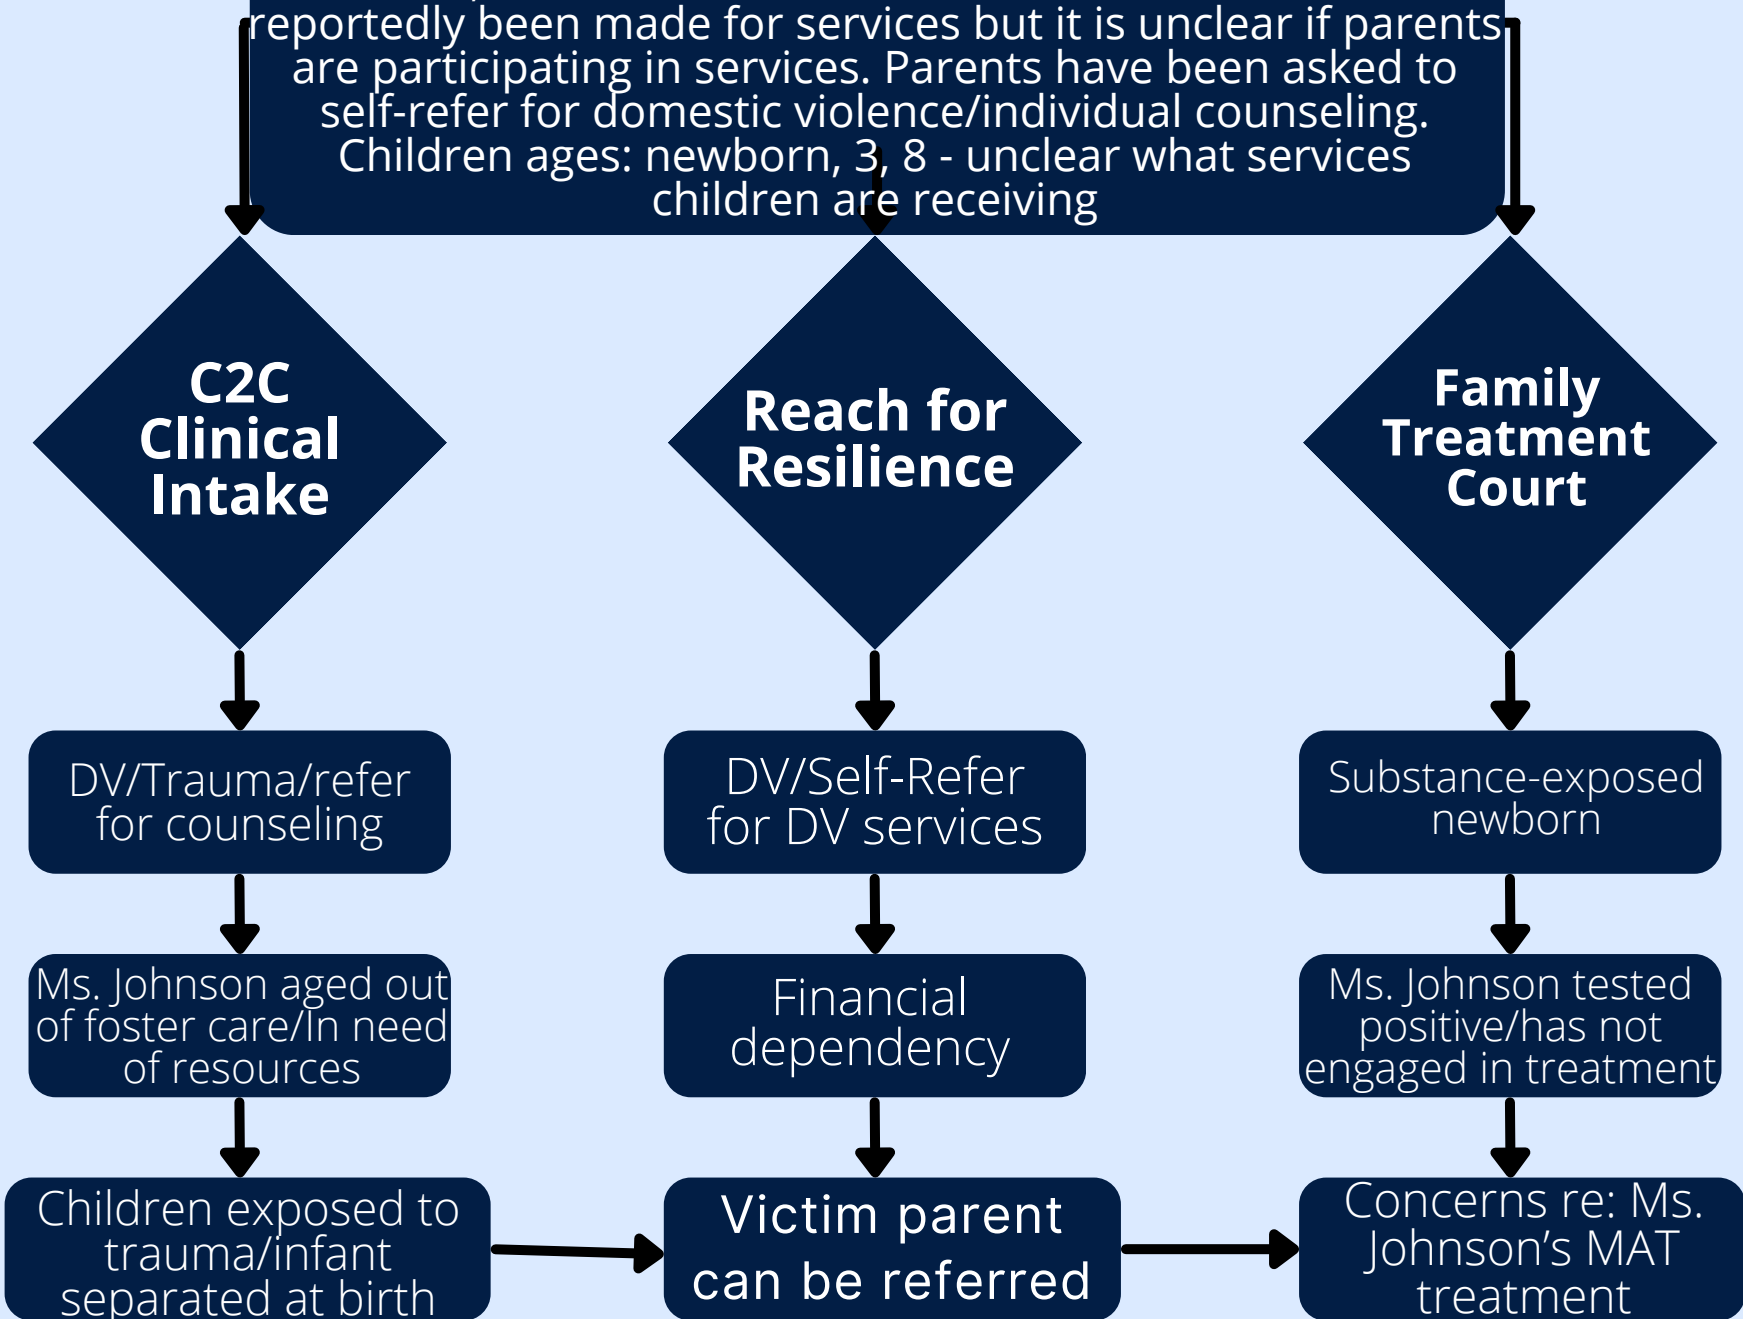 reportedly been made for services but it is unclear if parents
are participating in services. Parents have been asked to
self-refer for domestic violence/individual counseling.
Children ages: newborn, 3, 8 - unclear what services
children are receiving
C2C
Clinical
Intake
Reach for
Resilience
Family
Treatment
Court
DV/Trauma/refer
for counseling
DV/Self-Refer
for DV services
Substance-exposed
newborn
Ms. Johnson aged out
of foster care/In need
of resources
Financial
dependency
Ms. Johnson tested
positive/has not
engaged in treatment
Children exposed to
trauma/infant
separated at birth
Victim parent
can be referred
Concerns re: Ms.
Johnson’s MAT
treatment